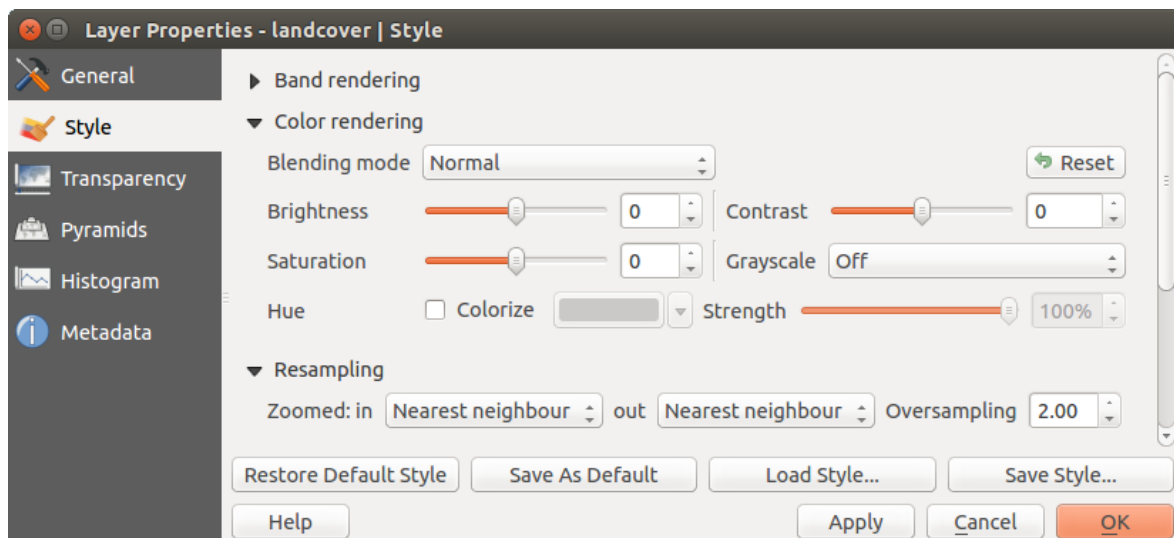 Layer Properties - landcover | Style
General
Style
Transparency
Pyramids
Histogram
Metadata
Band rendering
Color rendering
Blending mode Normal Reset
Brightness 0 Contrast 0
Saturation 0 Grayscale Off
Hue Colorize Strength 100%
Resampling
Zoomed: in Nearest neighbour out Nearest neighbour Oversampling 2.00
Restore Default Style Save As Default Load Style... Save Style...
Help Apply Cancel OK